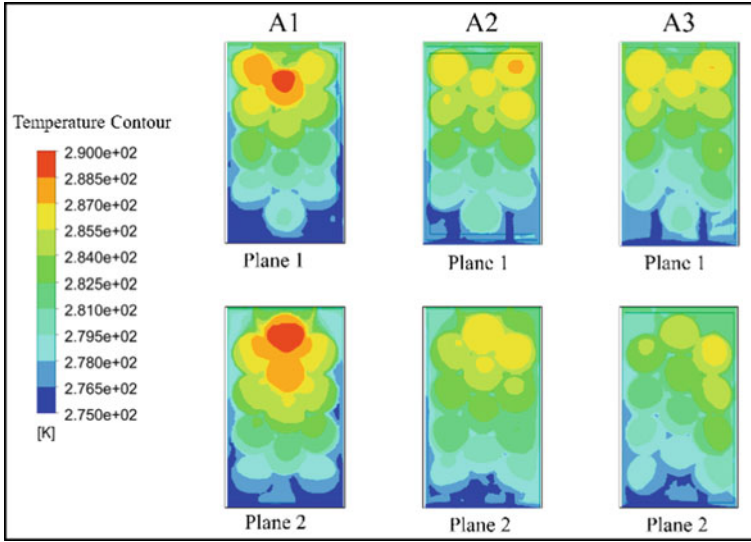 A1 A2 A3
Temperature Contour
2.900e+02
2.885e+02
2.870e+02
2.855e+02
2.840e+02
2.825e+02
2.810e+02
2.795e+02
2.780e+02
2.765e+02
2.750e+02
[K]
Plane 1 Plane 1 Plane 1
Plane 2 Plane 2 Plane 2